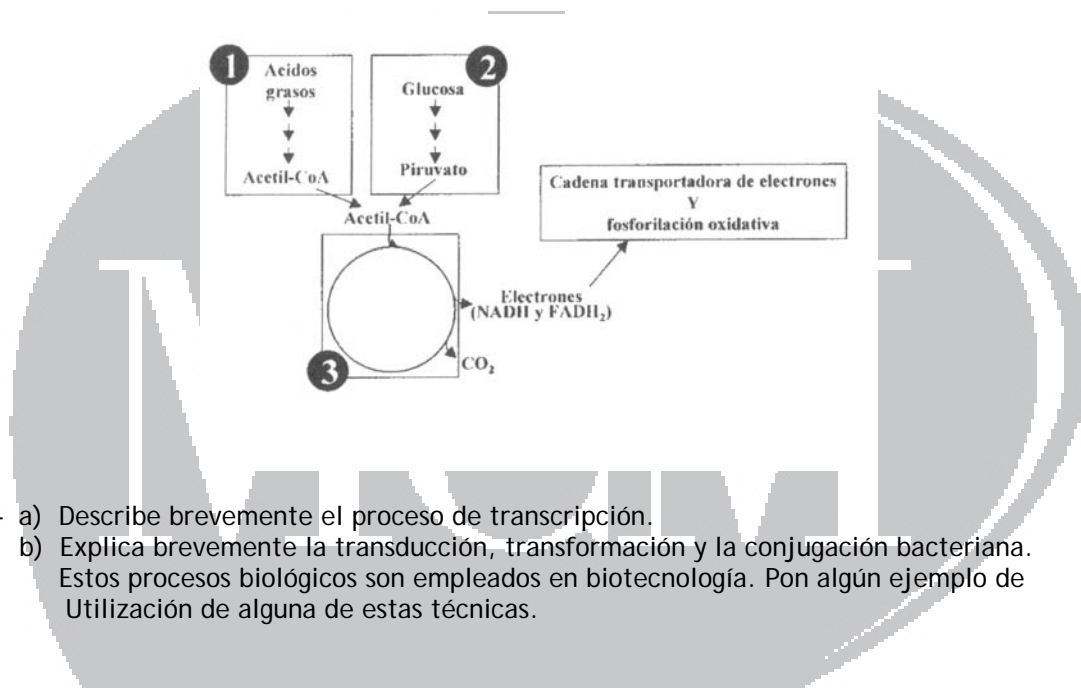 1
Acidos
grasos
Acetil-CoA
2
Glucosa
Piruvato
Acetil-CoA
3
Electrones
(NADH y FADH₂)
CO₂
Cadena transportadora de electrones
Y
fosforilación oxidativa
MCM
- a) Describe brevemente el proceso de transcripción.
b) Explica brevemente la transducción, transformación y la conjugación bacteriana.
Estos procesos biológicos son empleados en biotecnología. Pon algún ejemplo de
Utilización de alguna de estas técnicas.